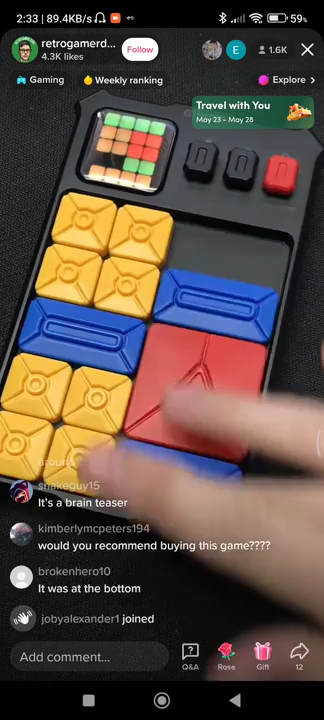 2:33 | 89.4KB/s
59%
retrogamerd...
4.3K likes
Follow
E
1.6K
Gaming
Weekly ranking
Explore >
Travel with You
May 23 - May 28
around
snakeguy15
It's a brain teaser
kimberlymcpeters194
would you recommend buying this game????
brokenhero10
It was at the bottom
jobyalexander1 joined
Add comment...
Q&A
Rose
Gift
12